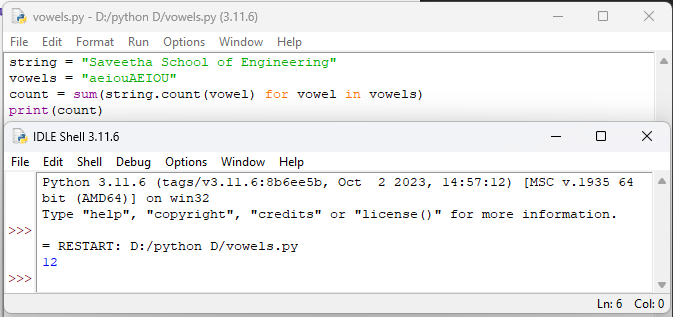 vowels.py - D:/python D/vowels.py (3.11.6)
File Edit Format Run Options Window Help
string = "Saveetha School of Engineering"
vowels = "aeiouAEIOU"
count = sum(string.count(vowel) for vowel in vowels)
print(count)
IDLE Shell 3.11.6
File Edit Shell Debug Options Window Help
Python 3.11.6 (tags/v3.11.6:8b6ee5b, Oct  2 2023, 14:57:12) [MSC v.1935 64
bit (AMD64)] on win32
Type "help", "copyright", "credits" or "license()" for more information.
>>>
= RESTART: D:/python D/vowels.py
12
>>>
Ln: 6 Col: 0